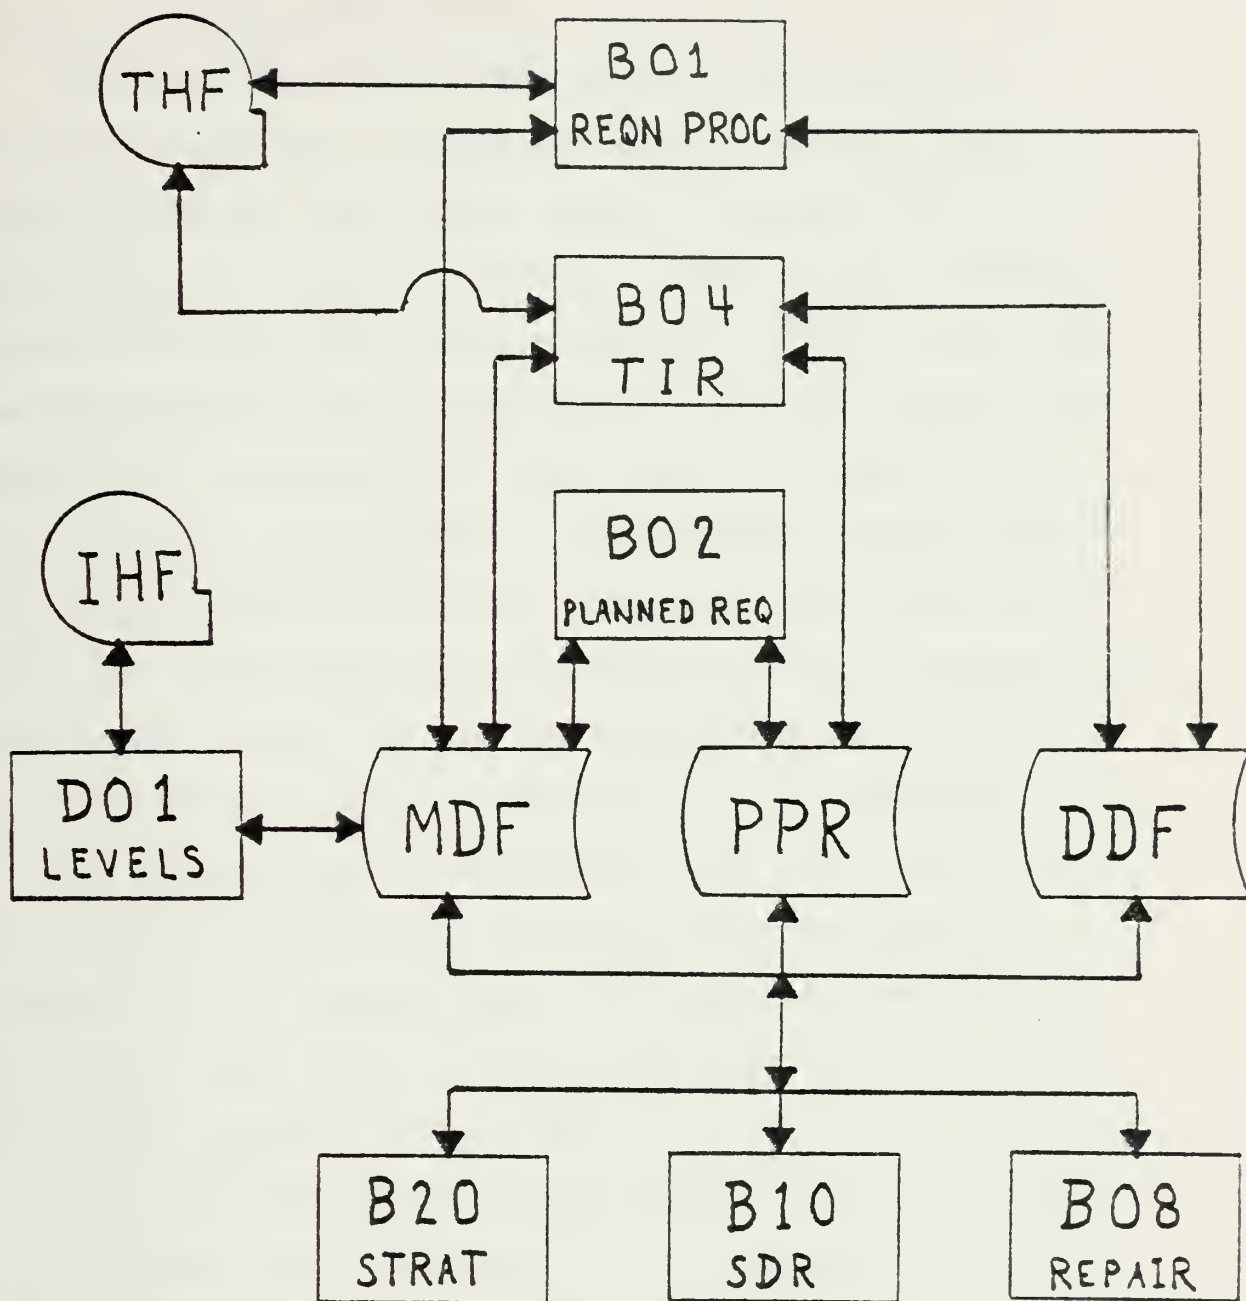 THF
B01
REQN PROC
B04
TIR
B02
PLANNED REQ
IHF
D01
LEVELS
MDF
PPR
DDF
B20
STRAT
B10
SDR
B08
REPAIR